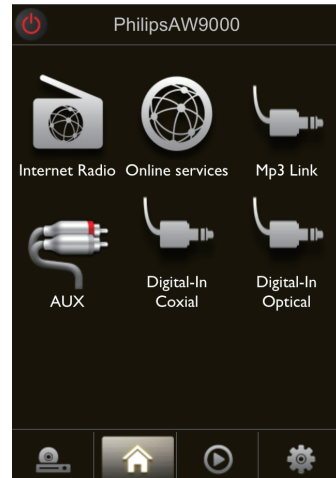 PhilipsAW9000
Internet Radio
Online services
Mp3 Link
AUX
Digital-In
Coxial
Digital-In
Optical